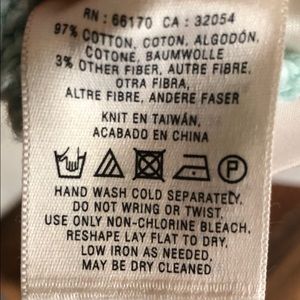 RN : 66170 CA : 32054
97% COTTON, COTON, ALGODÓN,
COTONE, BAUMWOLLE
3% OTHER FIBER, AUTRE FIBRE,
OTRA FIBRA,
ALTRE FIBRE, ANDERE FASER
KNIT EN TAIWÁN,
ACABADO EN CHINA
P
HAND WASH COLD SEPARATELY.
DO NOT WRING OR TWIST.
USE ONLY NON-CHLORINE BLEACH.
RESHAPE LAY FLAT TO DRY.
LOW IRON AS NEEDED.
MAY BE DRY CLEANED